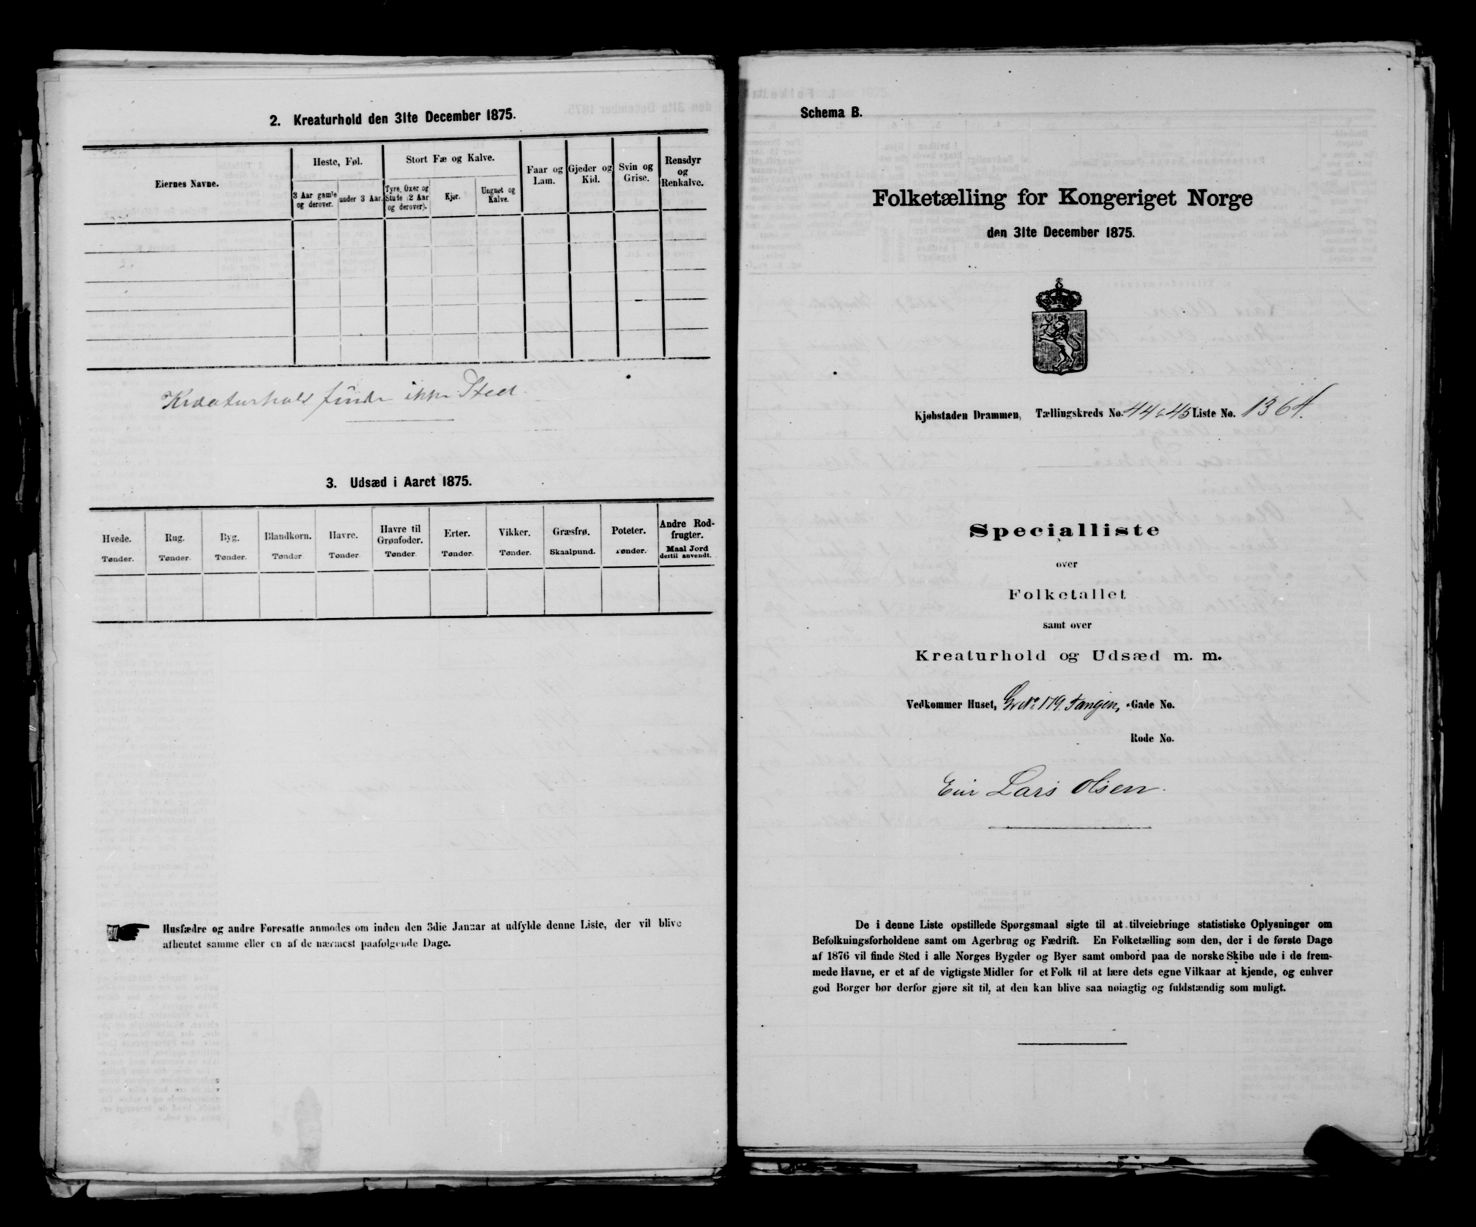 2. Kreaturhold den 31te December 1875.
Eiernes Navne.
Heste, Føl.
Stort Fæ og Kalve.
Faar og Lam.
Gjeder og Kid.
Svin og Grise.
Rensdyr og Renkalve.
3 Aar gamle og derover.
under 3 Aar.
Tyre, Oxer og Stude (2 Aar og derover).
Kjør.
Ungnet og Kalve.
Kreaturhold finder ikke Sted.
3. Udsæd i Aaret 1875.
Hvede. Rug. Byg. Blandkorn. Havre. Havre til Grønfoder. Erter. Vikker. Græsfrø. Poteter. Andre Rodfrugter.
Tønder. Tønder. Tønder. Tønder. Tønder. Tønder. Tønder. Tønder. Skaalpund. Tønder. Maal Jord dertil anvendt.
Husfædre og andre Foresatte anmodes om inden den 3die Januar at udfylde denne Liste, der vil blive
afhentet samme eller en af de nærmest paafølgende Dage.
Schema B.
Folketælling for Kongeriget Norge
den 31te December 1875.
Kjøbstaden Drammen, Tællingskreds No. 44 & 45 Liste No. 1364.
Specialliste
over
Folketallet
samt over
Kreaturhold og Udsæd m. m.
Vedkommer Huset, Gr. No. 179. Tangen, -Gade No.
Rode No.
Eier Lars Olsen.
De i denne Liste opstillede Spørgsmaal sigte til at tilveiebringe statistiske Oplysninger om
Befolkningsforholdene samt om Agerbrug og Fædrift. En Folketælling som den, der i de første Dage
af 1876 vil finde Sted i alle Norges Bygder og Byer samt ombord paa de norske Skibe ude i de frem-
mede Havne, er et af de vigtigste Midler for et Folk til at lære dets egne Vilkaar at kjende, og enhver
god Borger bør derfor gjøre sit til, at den kan blive saa nøiagtig og fuldstændig som muligt.